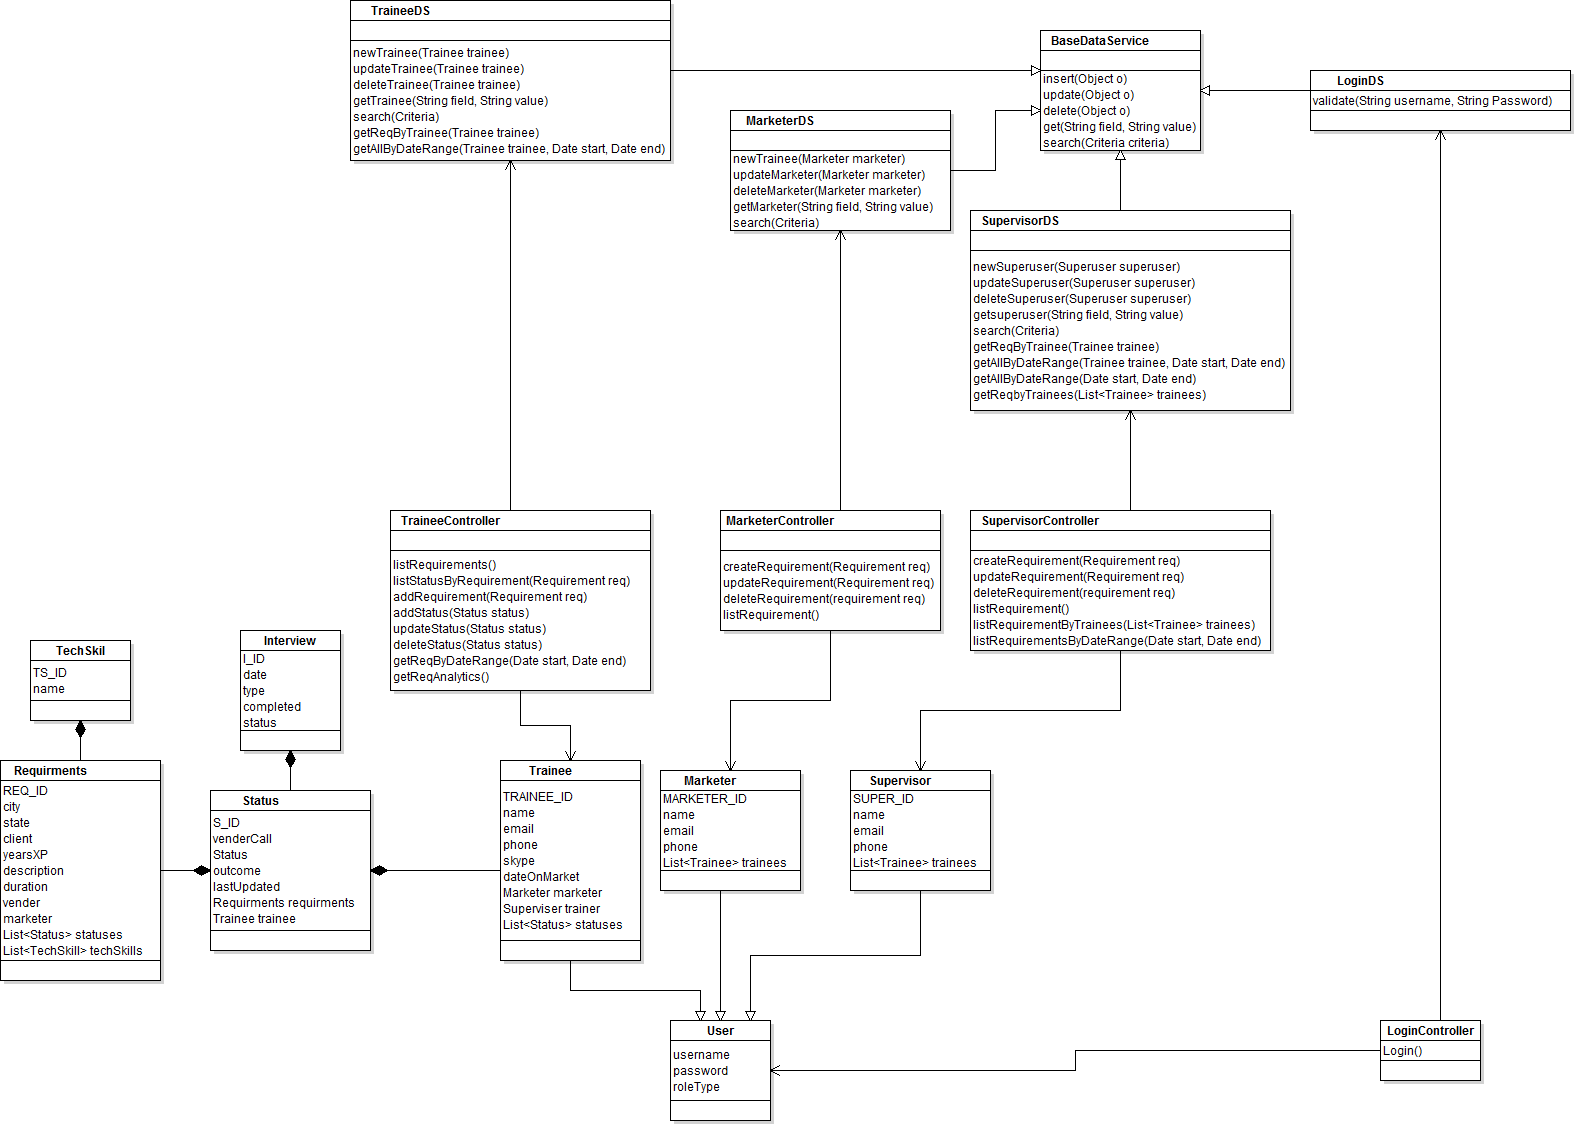 TraineeDS
newTrainee(Trainee trainee)
updateTrainee(Trainee trainee)
deleteTrainee(Trainee trainee)
getTrainee(String field, String value)
search(Criteria)
getReqByTrainee(Trainee trainee)
getAllByDateRange(Trainee trainee, Date start, Date end)
BaseDataService
insert(Object o)
update(Object o)
delete(Object o)
get(String field, String value)
search(Criteria criteria)
LoginDS
validate(String username, String Password)
MarketerDS
newTrainee(Marketer marketer)
updateMarketer(Marketer marketer)
deleteMarketer(Marketer marketer)
getMarketer(String field, String value)
search(Criteria)
SupervisorDS
newSuperuser(Superuser superuser)
updateSuperuser(Superuser superuser)
deleteSuperuser(Superuser superuser)
getsuperuser(String field, String value)
search(Criteria)
getReqByTrainee(Trainee trainee)
getAllByDateRange(Trainee trainee, Date start, Date end)
getAllByDateRange(Date start, Date end)
getReqbyTrainees(List<Trainee> trainees)
TraineeController
listRequirements()
listStatusByRequirement(Requirement req)
addRequirement(Requirement req)
addStatus(Status status)
updateStatus(Status status)
deleteStatus(Status status)
getReqByDateRange(Date start, Date end)
getReqAnalytics()
MarketerController
createRequirement(Requirement req)
updateRequirement(Requirement req)
deleteRequirement(requirement req)
listRequirement()
SupervisorController
createRequirement(Requirement req)
updateRequirement(Requirement req)
deleteRequirement(requirement req)
listRequirement()
listRequirementByTrainees(List<Trainee> trainees)
listRequirementsByDateRange(Date start, Date end)
TechSkil
TS_ID
name
Interview
I_ID
date
type
completed
status
Requirments
REQ_ID
city
state
client
yearsXP
description
duration
vender
marketer
List<Status> statuses
List<TechSkill> techSkills
Status
S_ID
venderCall
Status
outcome
lastUpdated
Requirments requirments
Trainee trainee
Trainee
TRAINEE_ID
name
email
phone
skype
dateOnMarket
Marketer marketer
Superviser trainer
List<Status> statuses
Marketer
MARKETER_ID
name
email
phone
List<Trainee> trainees
Supervisor
SUPER_ID
name
email
phone
List<Trainee> trainees
User
username
password
roleType
LoginController
Login()